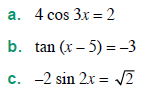 a. 4 cos 3x = 2
b. tan (x – 5) = –3
c. –2 sin 2x = √2